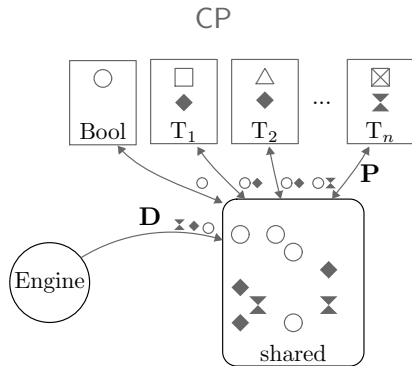 CP
Bool T₁ T₂ ... Tₙ
P
D
Engine
shared